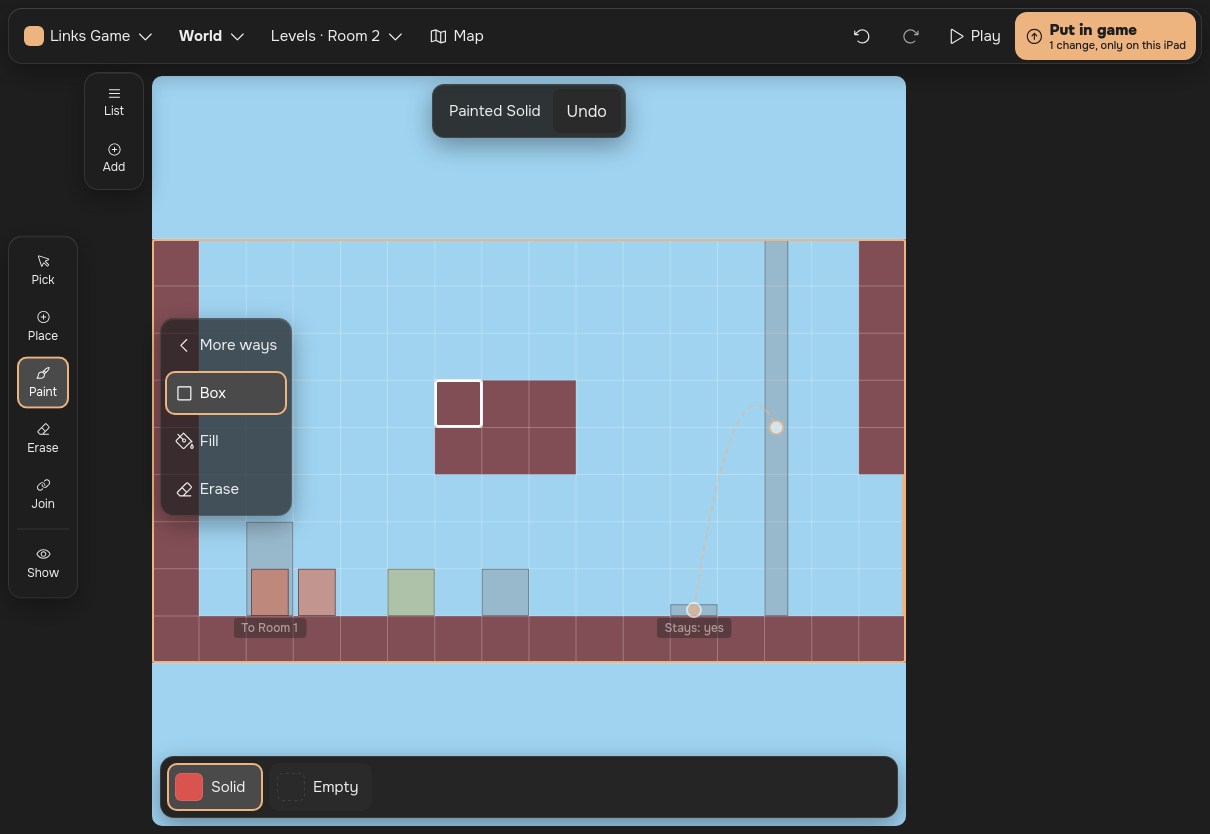 Links Game
World
Levels · Room 2
Map
Play
Put in game
1 change, only on this iPad
List
Add
Painted Solid
Undo
Pick
Place
Paint
Erase
Join
Show
More ways
Box
Fill
Erase
To Room 1
Stays: yes
Solid
Empty